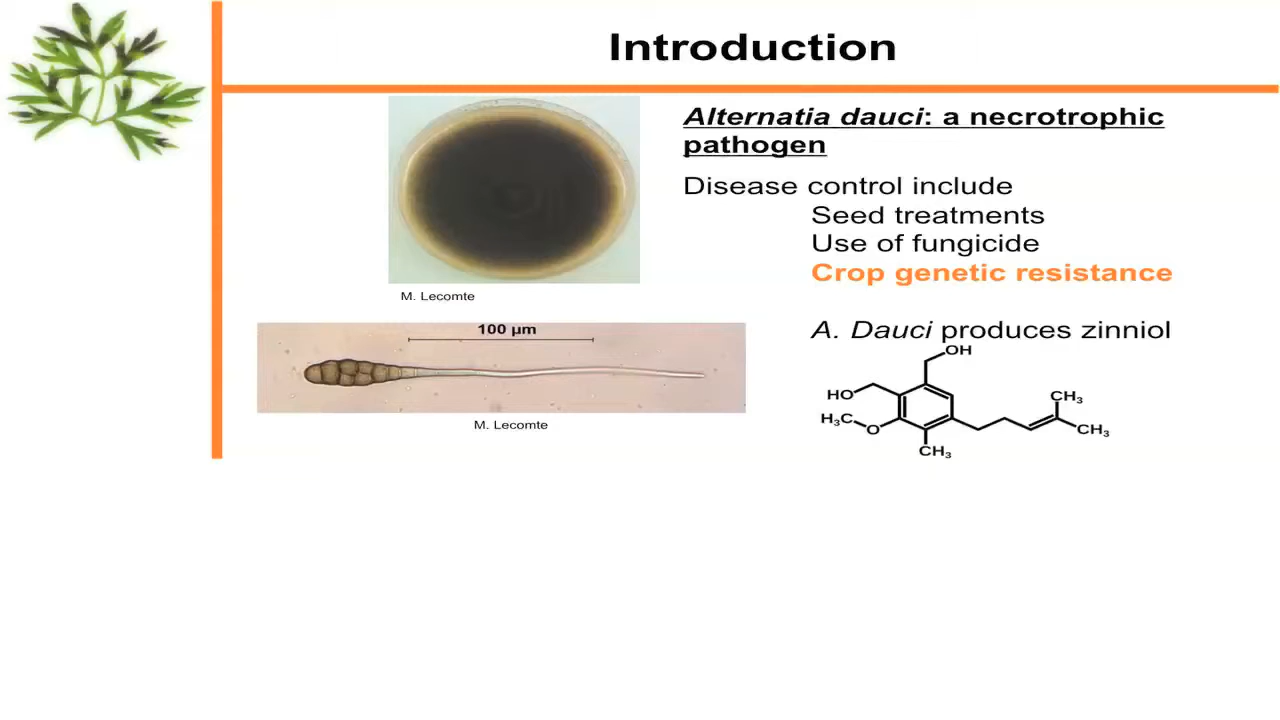 Introduction
Alternatia dauci: a necrotrophic
pathogen
Disease control include
Seed treatments
Use of fungicide
Crop genetic resistance
M. Lecomte
100 µm
M. Lecomte
A. Dauci produces zinniol
OH
HO
H₃C
O
CH₃
CH₃
CH₃